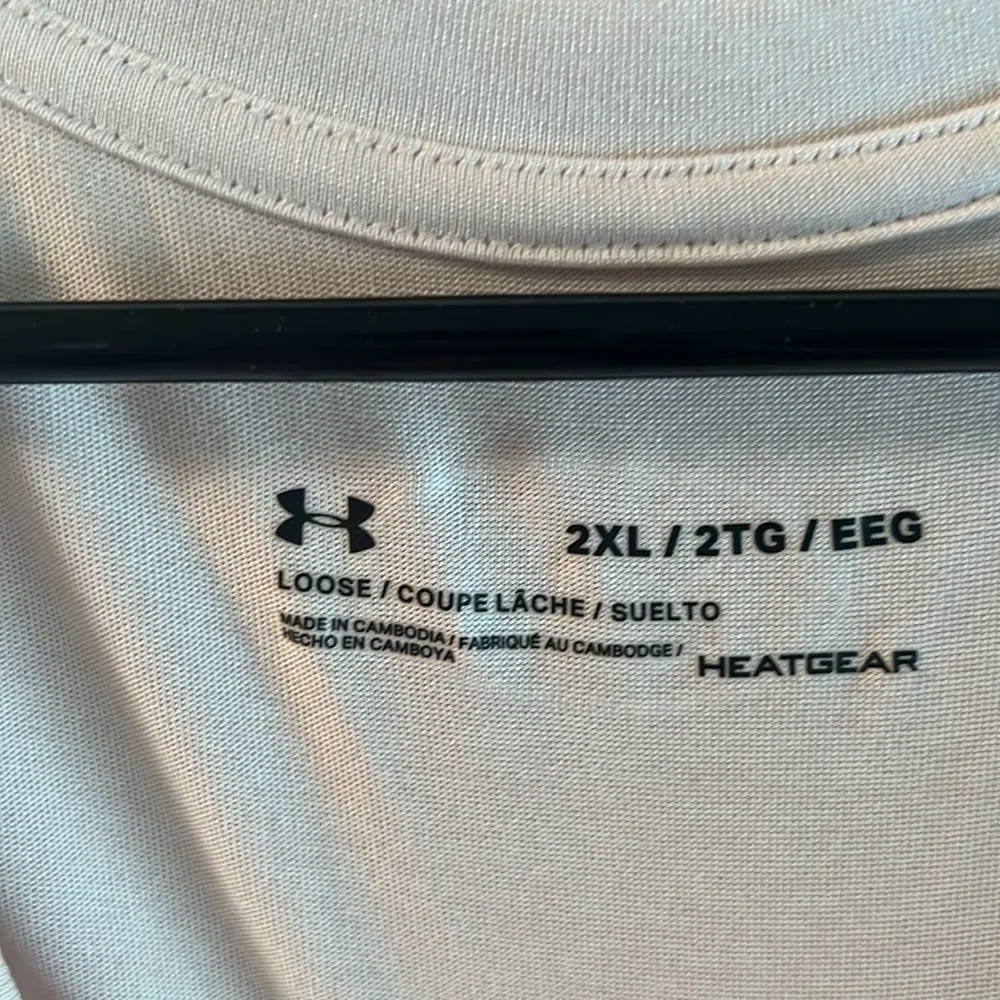 2XL / 2TG / EEG
LOOSE / COUPE LÂCHE / SUELTO
MADE IN CAMBODIA / FABRIQUÉ AU CAMBODGE /
HECHO EN CAMBOYA
HEATGEAR